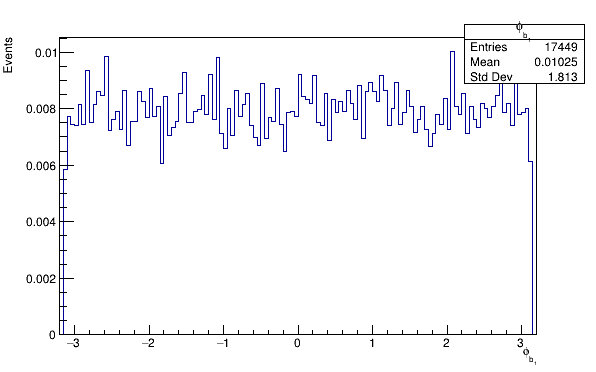 ϕ_b₁
Entries 17449
Mean 0.01025
Std Dev 1.813
Events
0.01
0.008
0.006
0.004
0.002
0
−3 −2 −1 0 1 2 3
ϕ_b₁